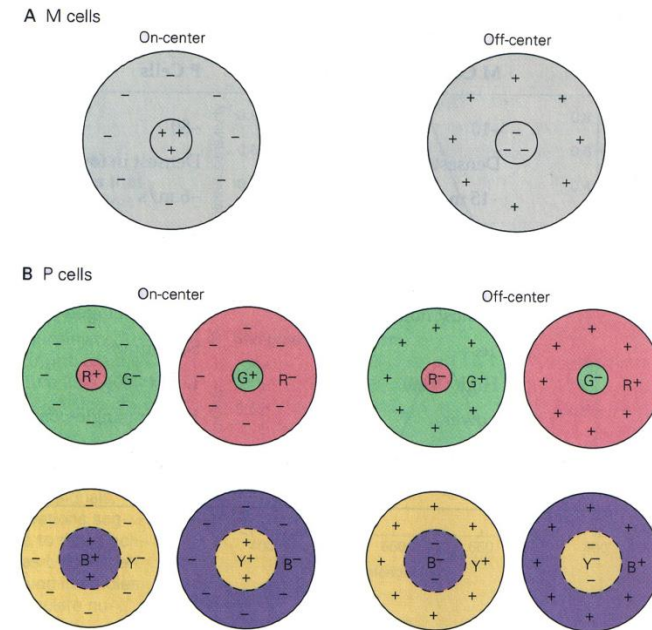 A M cells
On-center
Off-center
− − − − − − − −
+ + +
+ + + + + + + +
− − −
B P cells
On-center
Off-center
R+ G−
G+ R−
R− G+
G− R+
B+ Y−
Y+ B−
B− Y+
Y− B+